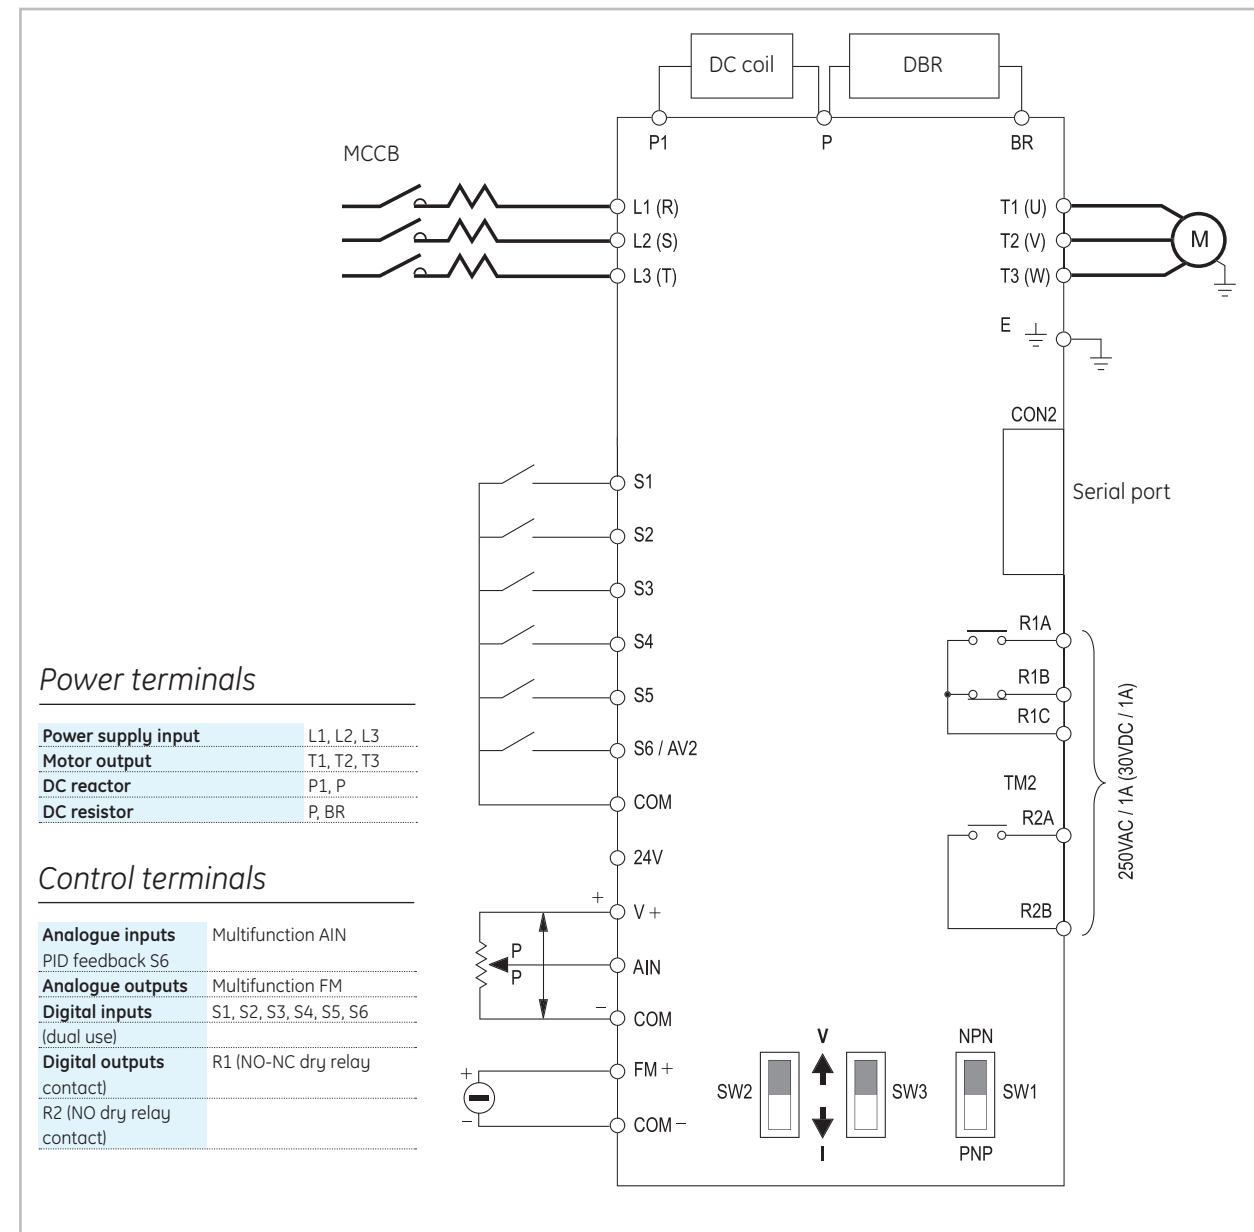 DC coil
DBR
P1
P
BR
MCCB
L1 (R)
L2 (S)
L3 (T)
T1 (U)
T2 (V)
T3 (W)
M
E
CON2
Serial port
S1
S2
S3
S4
S5
S6 / AV2
COM
24V
+
V +
P
P
AIN
−
COM
+
FM +
−
COM −
R1A
R1B
R1C
TM2
R2A
R2B
250VAC / 1A (30VDC / 1A)
V
I
SW2
SW3
NPN
SW1
PNP
Power terminals
Power supply input L1, L2, L3
Motor output T1, T2, T3
DC reactor P1, P
DC resistor P, BR
Control terminals
Analogue inputs Multifunction AIN
PID feedback S6
Analogue outputs Multifunction FM
Digital inputs S1, S2, S3, S4, S5, S6
(dual use)
Digital outputs R1 (NO-NC dry relay
contact)
R2 (NO dry relay
contact)